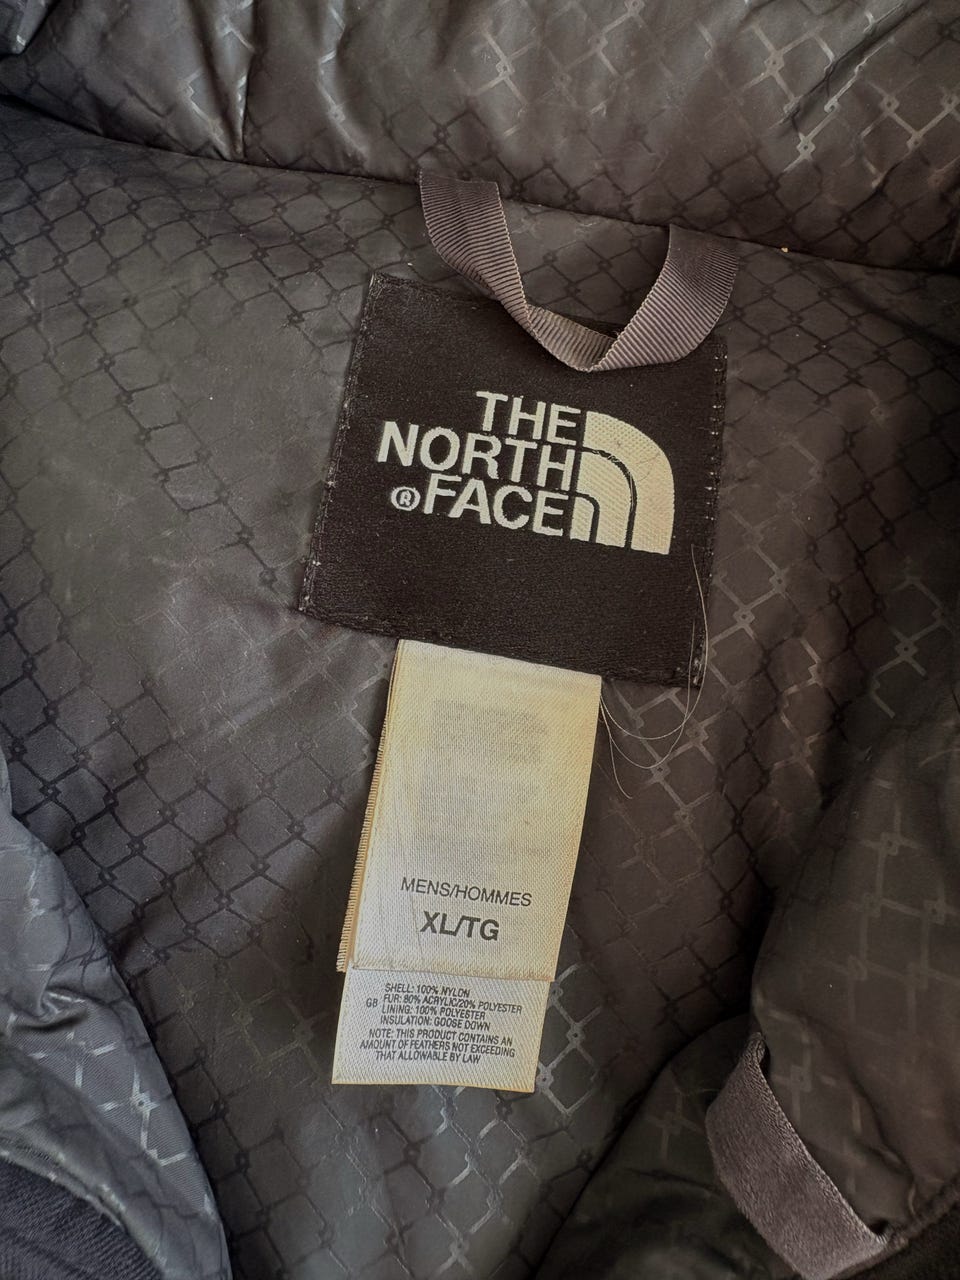 THE
NORTH
®FACE
MENS/HOMMES
XL/TG
SHELL: 100% NYLON
GB FUR: 80% ACRYLIC/20% POLYESTER
LINING: 100% POLYESTER
INSULATION: GOOSE DOWN
NOTE: THIS PRODUCT CONTAINS AN
AMOUNT OF FEATHERS NOT EXCEEDING
THAT ALLOWABLE BY LAW